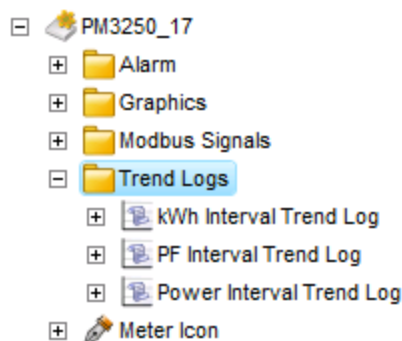 PM3250_17
Alarm
Graphics
Modbus Signals
Trend Logs
kWh Interval Trend Log
PF Interval Trend Log
Power Interval Trend Log
Meter Icon